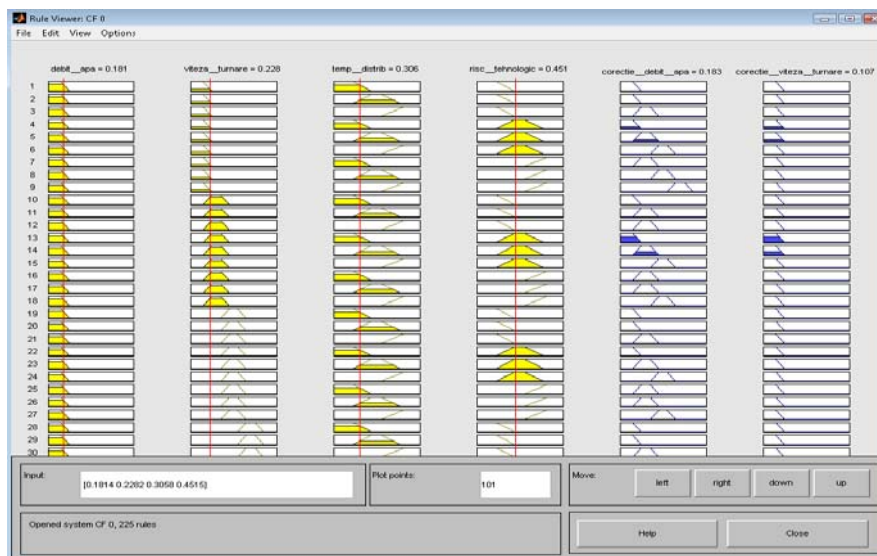 Rule Viewer: CF 0
File Edit View Options
debit__apa = 0.181
viteza__turnare = 0.228
temp__distrib = 0.306
risc__tehnologic = 0.451
corectie__debit__apa = 0.183
corectie__viteza__turnare = 0.107
1
2
3
4
5
6
7
8
9
10
11
12
13
14
15
16
17
18
19
20
21
22
23
24
25
26
27
28
29
30
Input:
[0.1814 0.2282 0.3058 0.4515]
Plot points:
101
Move:
left
right
down
up
Opened system CF 0, 225 rules
Help
Close